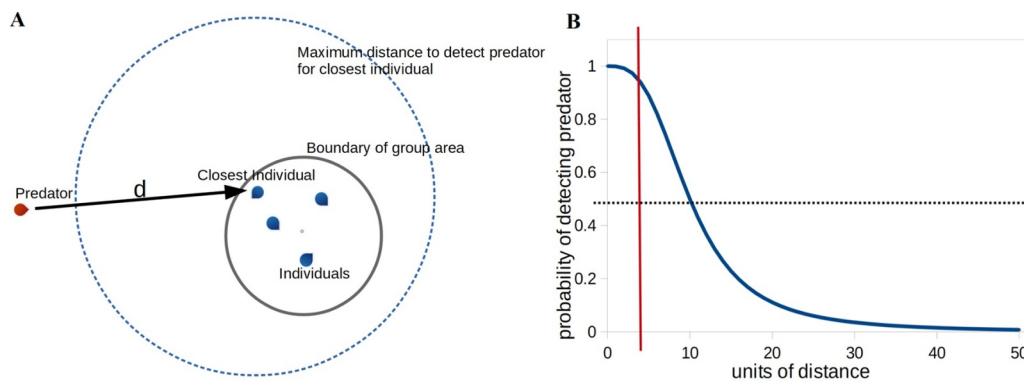 A
Maximum distance to detect predator
for closest individual
Boundary of group area
Closest Individual
Predator
d
Individuals
B
probability of detecting predator
1
0.8
0.6
0.4
0.2
0
0 10 20 30 40 50
units of distance